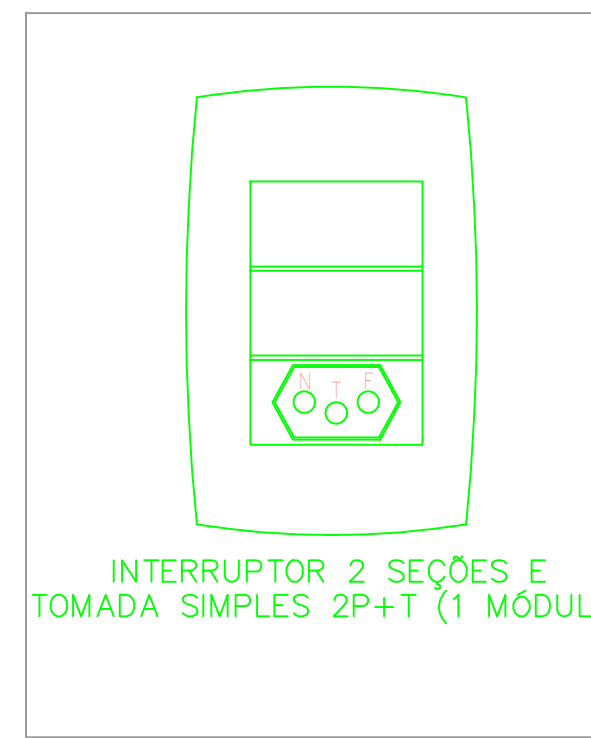 N T F
INTERRUPTOR 2 SEÇÕES E
TOMADA SIMPLES 2P+T (1 MÓDUL